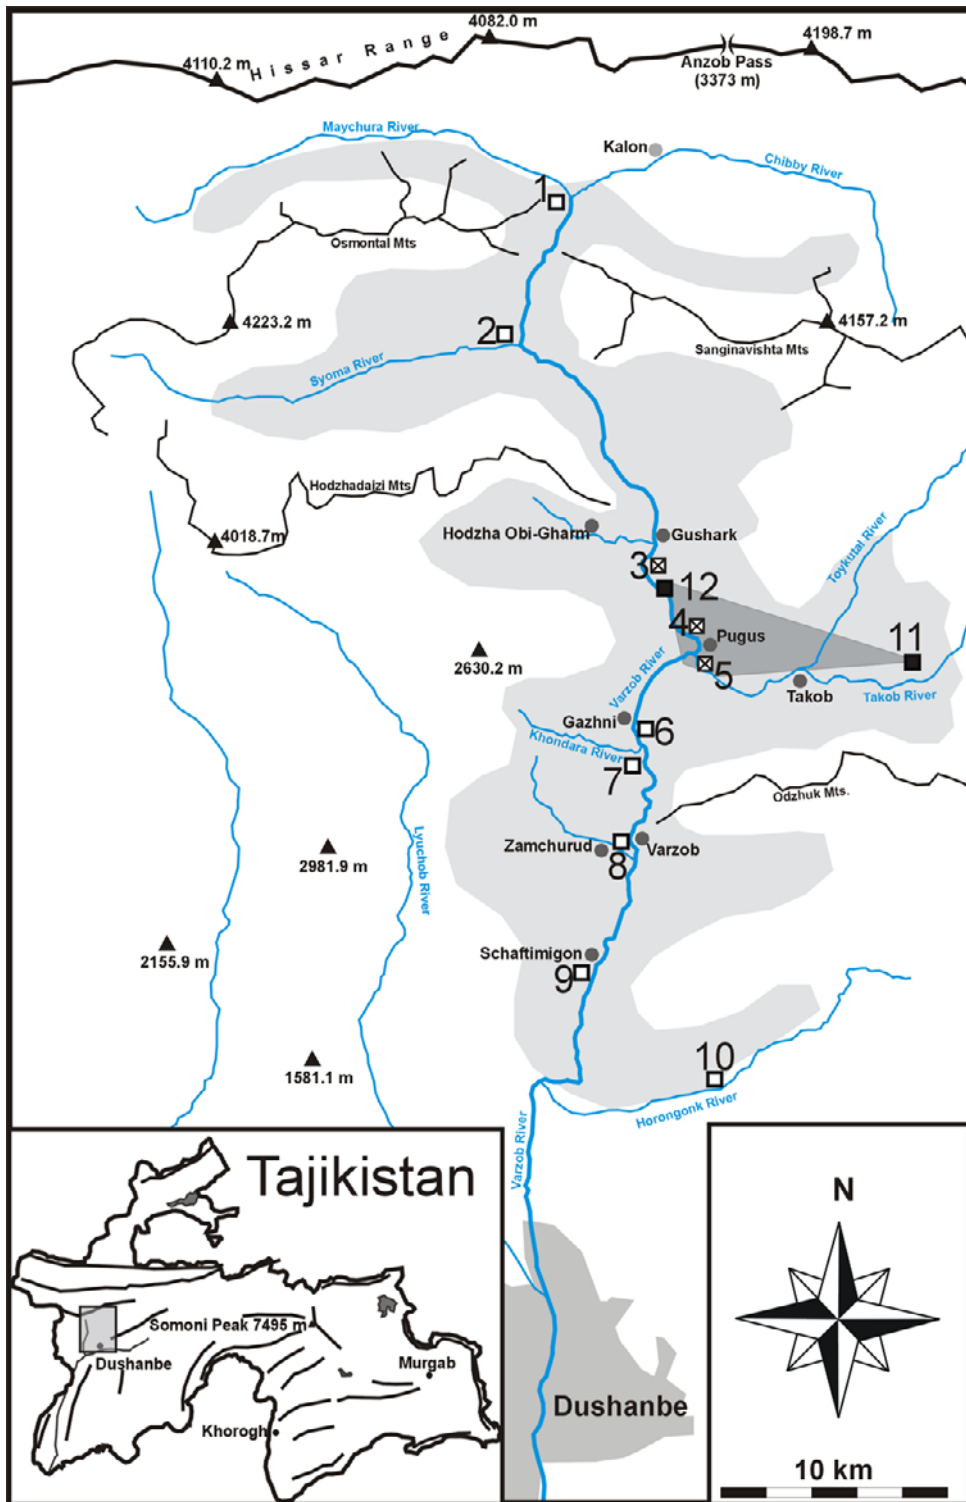 4082.0 m
4198.7 m
Hissar Range
4110.2 m
Anzob Pass
(3373 m)
Maychura River
Kalon
Chibby River
1
Osmontal Mts
4223.2 m
2
4157.2 m
Sanginavishta Mts
Syoma River
Hodzhadaizi Mts
4018.7m
Hodzha Obi-Gharm
Gushark
Toykutal River
3
12
4
Pugus
11
5
2630.2 m
Varzob River
Takob
Takob River
Gazhni
6
Khondara River
7
Odzhuk Mts.
Lyuchob River
Zamchurud
Varzob
8
2981.9 m
2155.9 m
Schaftimigon
9
10
1581.1 m
Horongonk River
Varzob River
Tajikistan
Somoni Peak 7495 m
Dushanbe
Murgab
Khorogh
Dushanbe
N
10 km